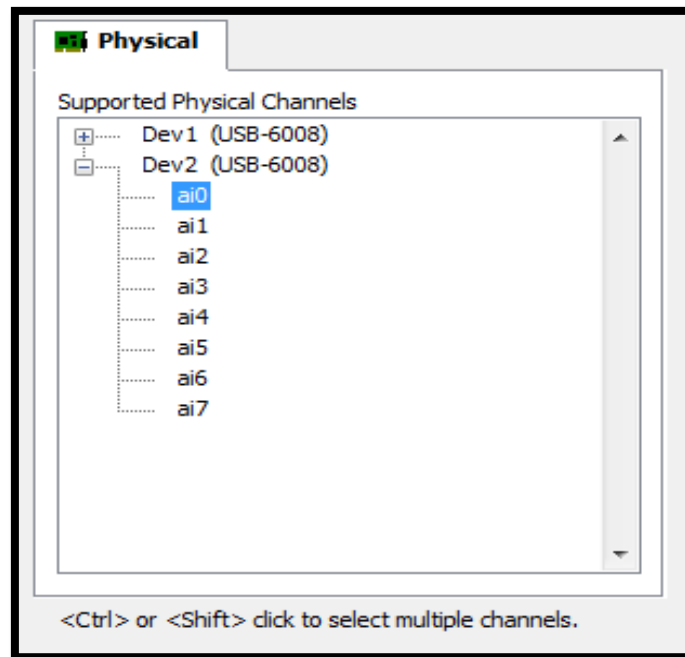 Physical
Supported Physical Channels
Dev1 (USB-6008)
Dev2 (USB-6008)
ai0
ai1
ai2
ai3
ai4
ai5
ai6
ai7
<Ctrl> or <Shift> click to select multiple channels.